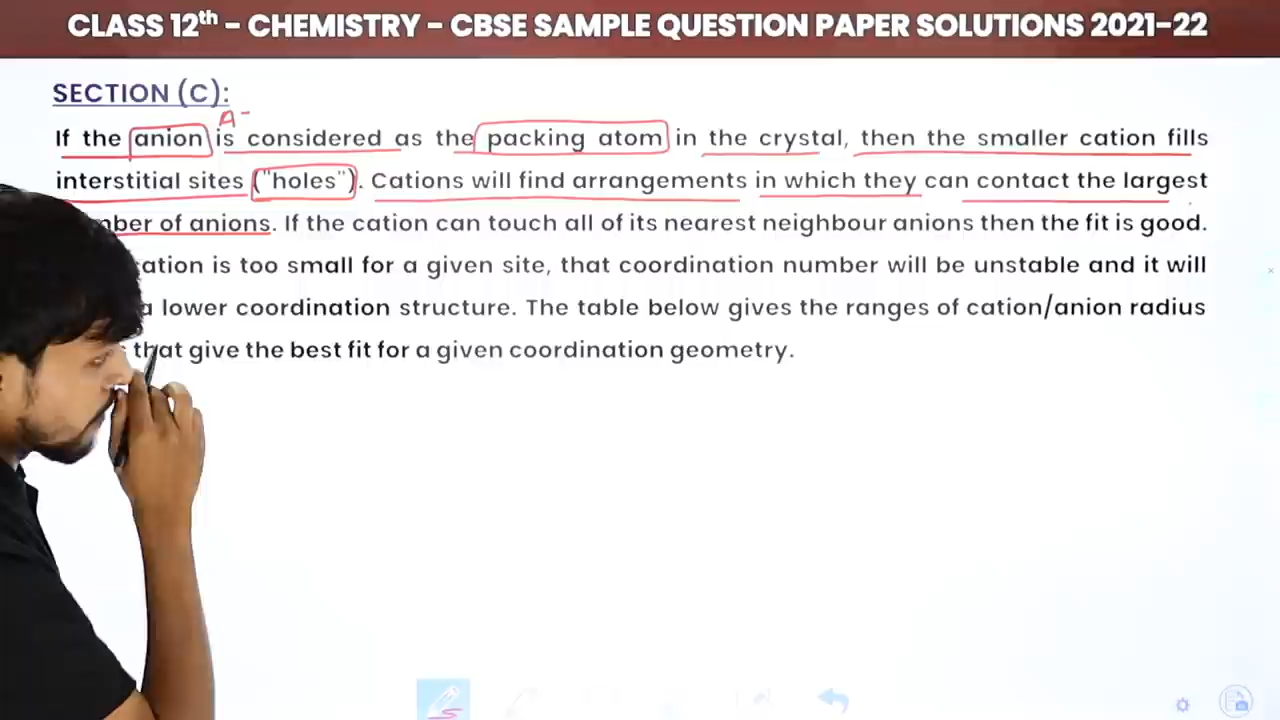 CLASS 12th - CHEMISTRY - CBSE SAMPLE QUESTION PAPER SOLUTIONS 2021-22
SECTION (C):
A-
If the anion is considered as the packing atom in the crystal, then the smaller cation fills
interstitial sites ("holes"). Cations will find arrangements in which they can contact the largest
of anions. If the cation can touch all of its nearest neighbour anions then the fit is good.
is too small for a given site, that coordination number will be unstable and it will
lower coordination structure. The table below gives the ranges of cation/anion radius
that give the best fit for a given coordination geometry.